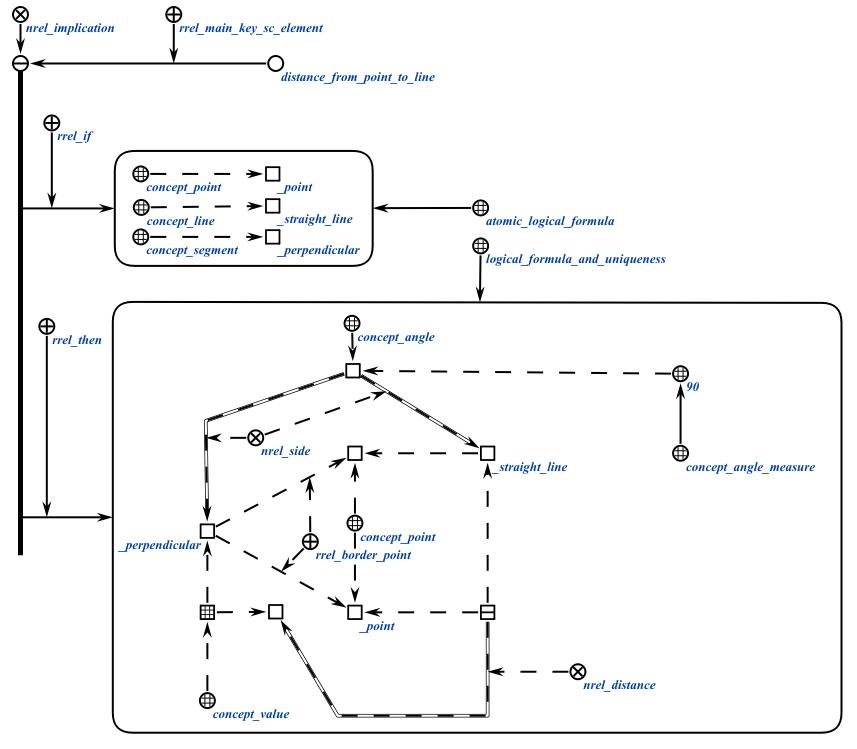 nrel_implication
rrel_main_key_sc_element
distance_from_point_to_line
rrel_if
concept_point
_point
concept_line
_straight_line
concept_segment
_perpendicular
atomic_logical_formula
logical_formula_and_uniqueness
rrel_then
concept_angle
90
nrel_side
_straight_line
concept_angle_measure
concept_point
_perpendicular
rrel_border_point
_point
nrel_distance
concept_value